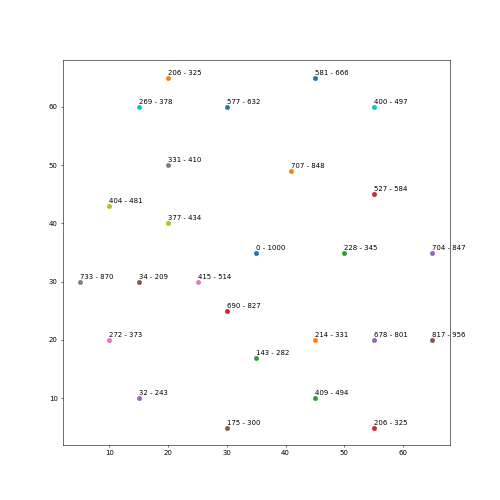 206 - 325
581 - 666
269 - 378
577 - 632
400 - 497
60
331 - 410
707 - 848
50
527 - 584
404 - 481
377 - 434
40
0 - 1000
228 - 345
704 - 847
733 - 870
34 - 209
415 - 514
30
690 - 827
272 - 373
214 - 331
678 - 801
817 - 956
20
143 - 282
32 - 243
409 - 494
10
175 - 300
206 - 325
10
20
30
40
50
60